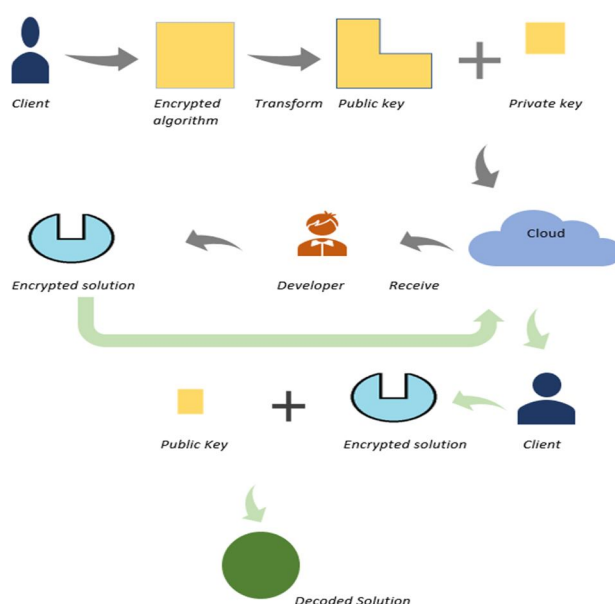 Client
Encrypted
algorithm
Transform
Public key
Private key
Cloud
Encrypted solution
Developer
Receive
Public Key
Encrypted solution
Client
Decoded Solution